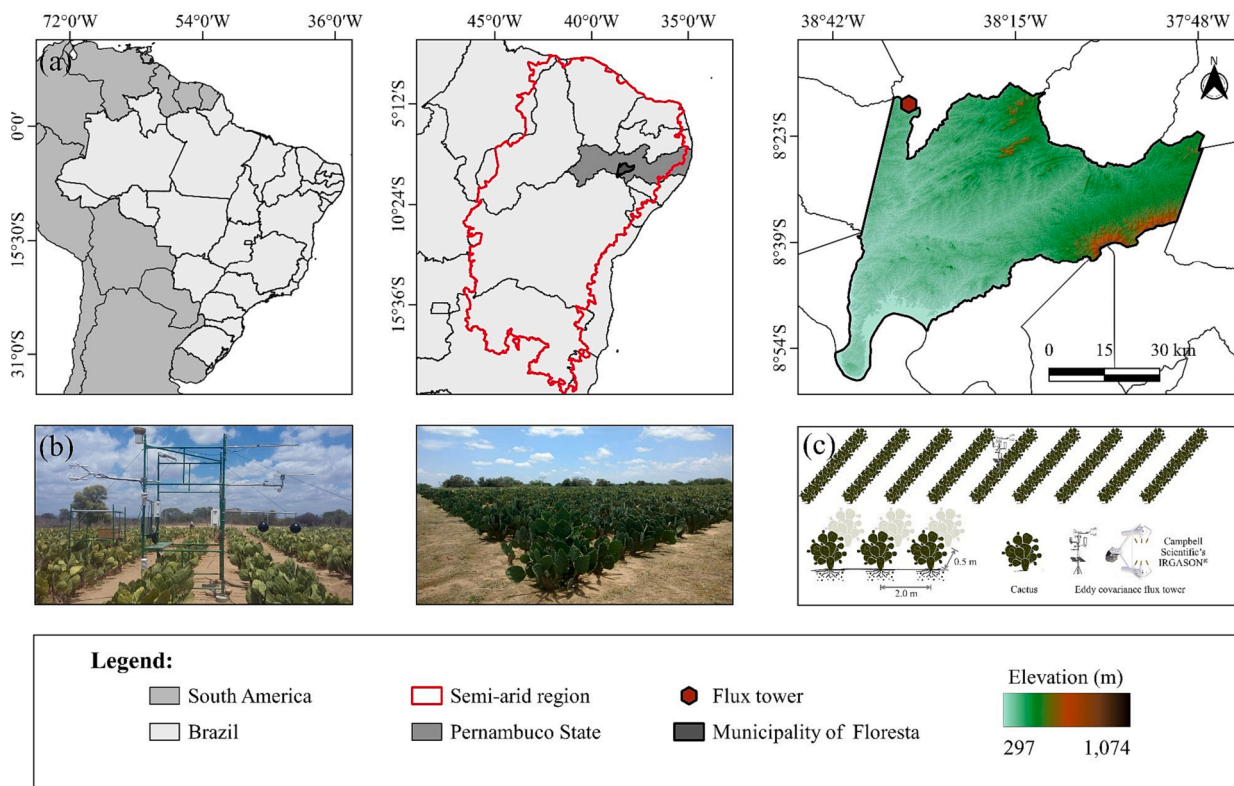 72°0'W 54°0'W 36°0'W
45°0'W 40°0'W 35°0'W
38°42'W 38°15'W 37°48'W
(a)
0°0'
15°30'S
31°0'S
5°12'S
10°24'S
15°36'S
N
8°23'S
8°39'S
8°54'S
0 15 30 km
(b)
(c)
0.5 m
2.0 m
Cactus
Campbell
Scientific's
IRGASON®
Eddy covariance flux tower
Legend:
South America
Brazil
Semi-arid region
Pernambuco State
Flux tower
Municipality of Floresta
Elevation (m)
297 1,074